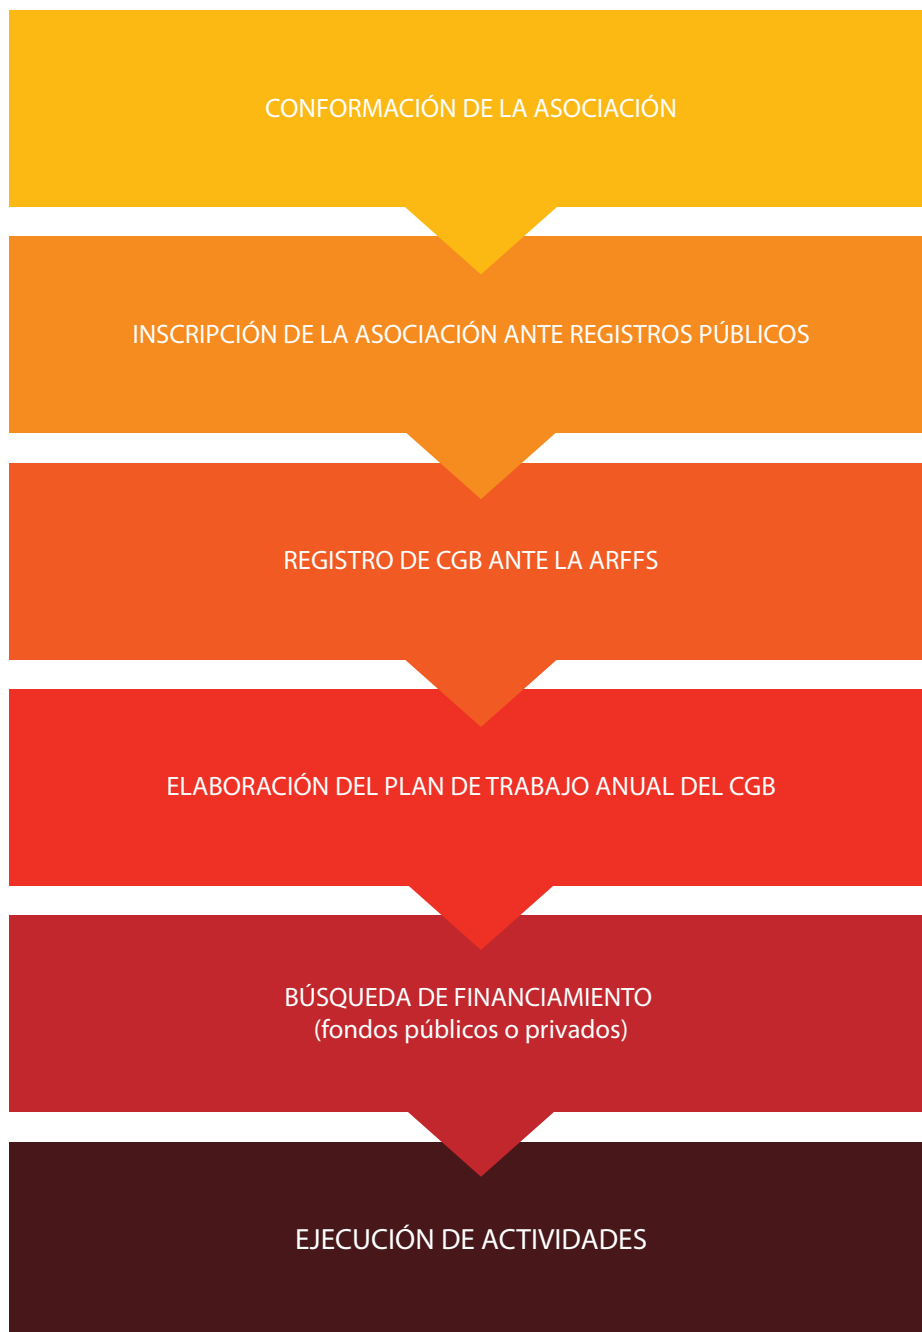 CONFORMACIÓN DE LA ASOCIACIÓN
INSCRIPCIÓN DE LA ASOCIACIÓN ANTE REGISTROS PÚBLICOS
REGISTRO DE CGB ANTE LA ARFFS
ELABORACIÓN DEL PLAN DE TRABAJO ANUAL DEL CGB
BÚSQUEDA DE FINANCIAMIENTO
(fondos públicos o privados)
EJECUCIÓN DE ACTIVIDADES